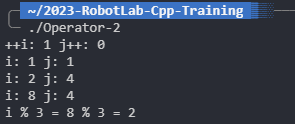 ~/2023-RobotLab-Cpp-Training
./Operator-2
++i: 1 j++: 0
i: 1 j: 1
i: 2 j: 4
i: 8 j: 4
i % 3 = 8 % 3 = 2